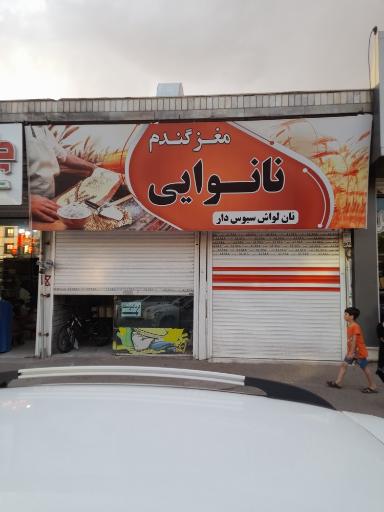 مغز گندم
نانوایی
نان لواش سبوس دار